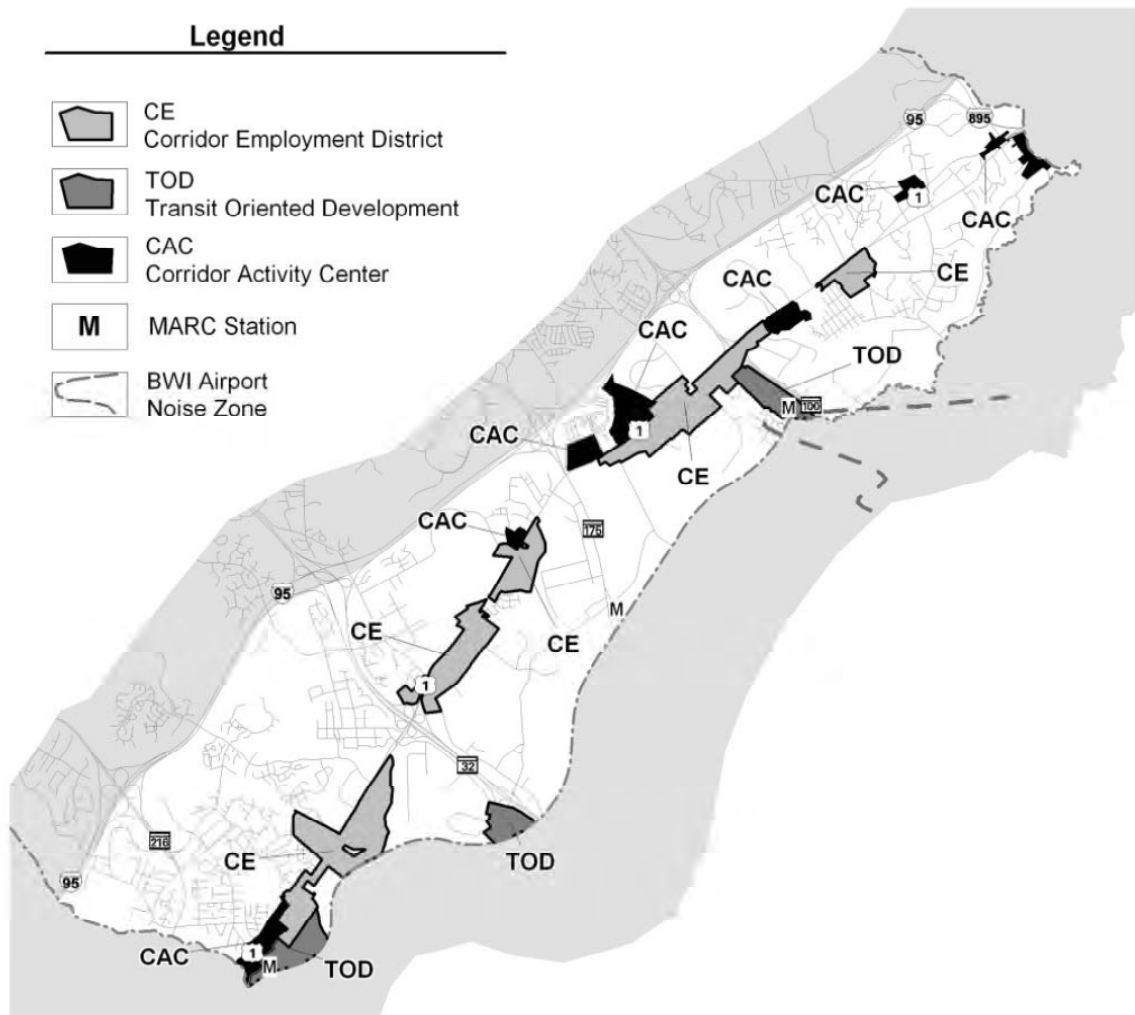 Legend
CE
Corridor Employment District
TOD
Transit Oriented Development
CAC
Corridor Activity Center
M
MARC Station
BWI Airport
Noise Zone
95
895
CAC
1
CAC
CE
CAC
CAC
TOD
M
100
1
CAC
CE
CAC
175
95
M
CE
CE
1
32
216
CE
TOD
95
CAC
1
M
TOD